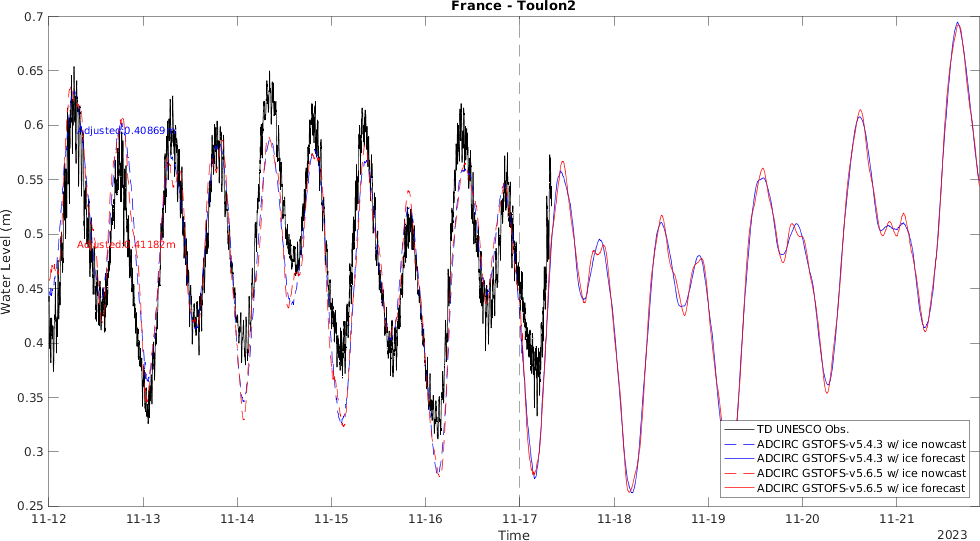 France - Toulon2
Water Level (m)
0.7
0.65
0.6
0.55
0.5
0.45
0.4
0.35
0.3
0.25
Adjusted:0.40869m
Adjusted:0.41182m
TD UNESCO Obs.
ADCIRC GSTOFS-v5.4.3 w/ ice nowcast
ADCIRC GSTOFS-v5.4.3 w/ ice forecast
ADCIRC GSTOFS-v5.6.5 w/ ice nowcast
ADCIRC GSTOFS-v5.6.5 w/ ice forecast
11-12 11-13 11-14 11-15 11-16 11-17 11-18 11-19 11-20 11-21
Time
2023